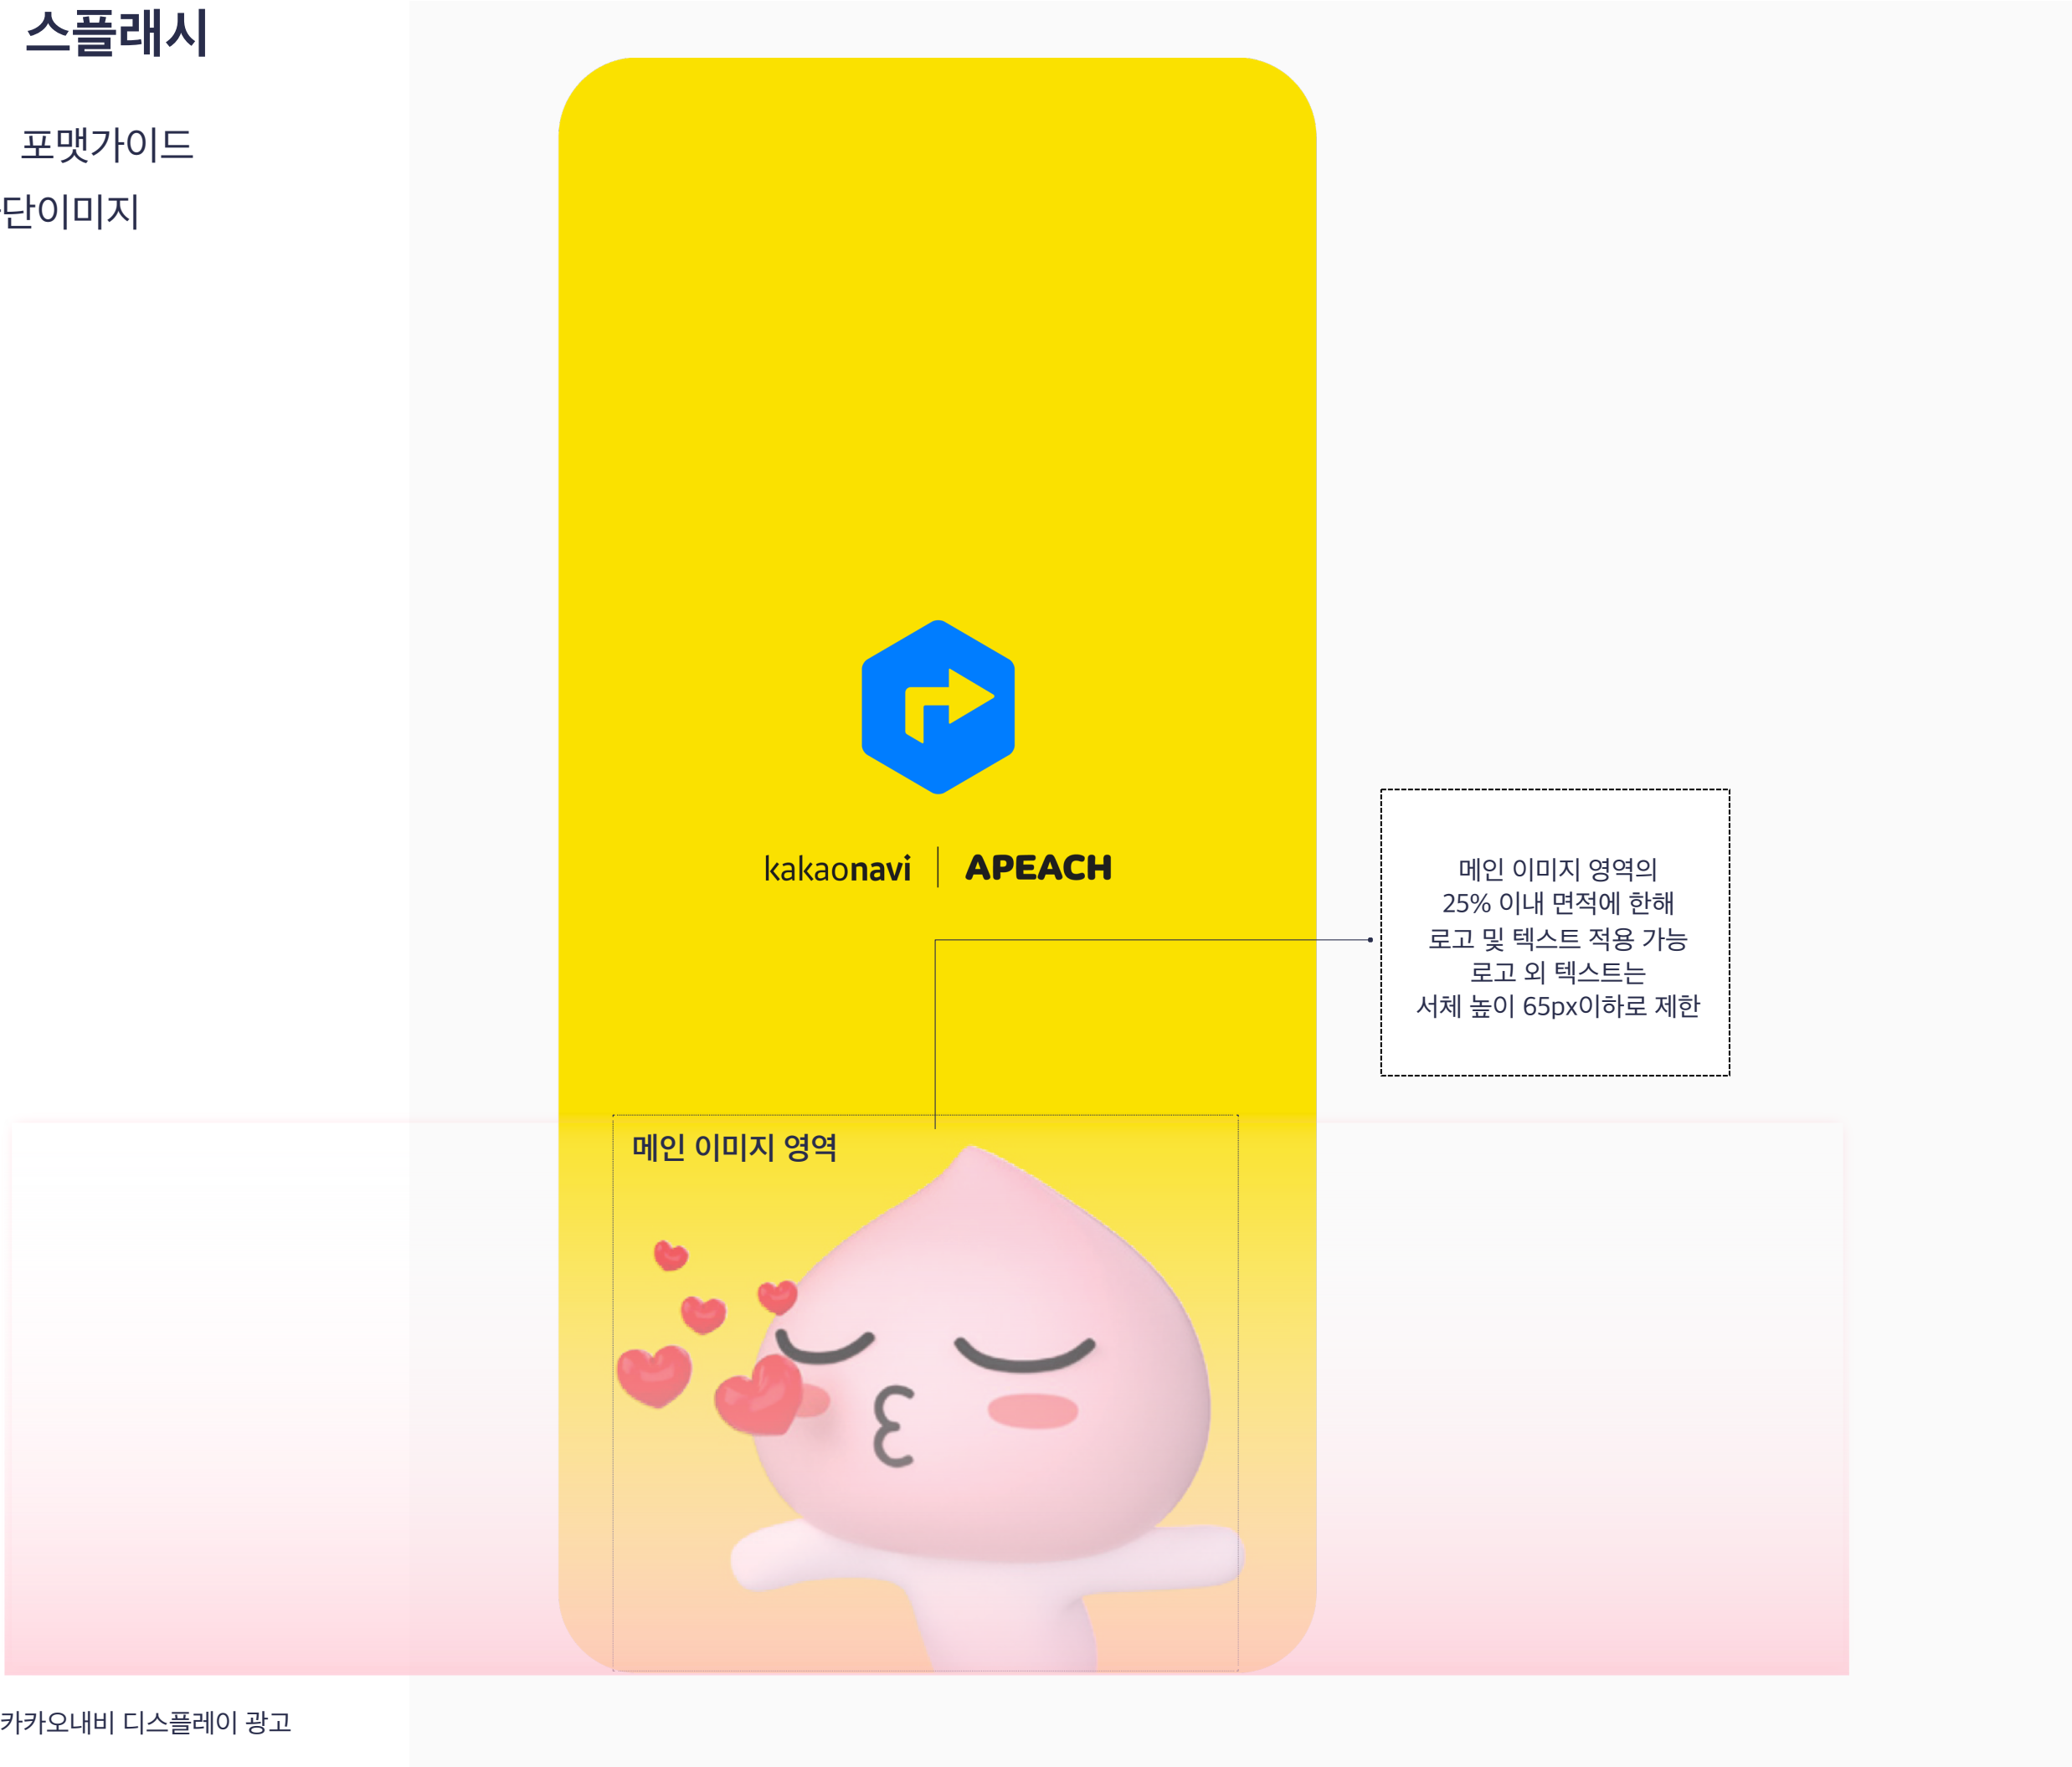 스플래시
포맷가이드
단이미지
kakaonavi | APEACH
메인 이미지 영역의
25% 이내 면적에 한해
로고 및 텍스트 적용 가능
로고 외 텍스트는
서체 높이 65px이하로 제한
메인 이미지 영역
카카오내비 디스플레이 광고